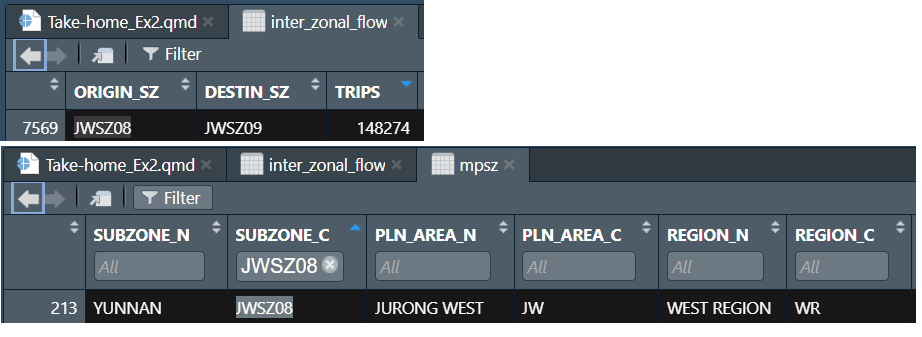 Take-home_Ex2.qmd × inter_zonal_flow ×
Filter
ORIGIN_SZ DESTIN_SZ TRIPS
7569 JWSZ08 JWSZ09 148274
Take-home_Ex2.qmd × inter_zonal_flow × mpsz ×
Filter
SUBZONE_N SUBZONE_C PLN_AREA_N PLN_AREA_C REGION_N REGION_C
All JWSZ08 All All All All
213 YUNNAN JWSZ08 JURONG WEST JW WEST REGION WR